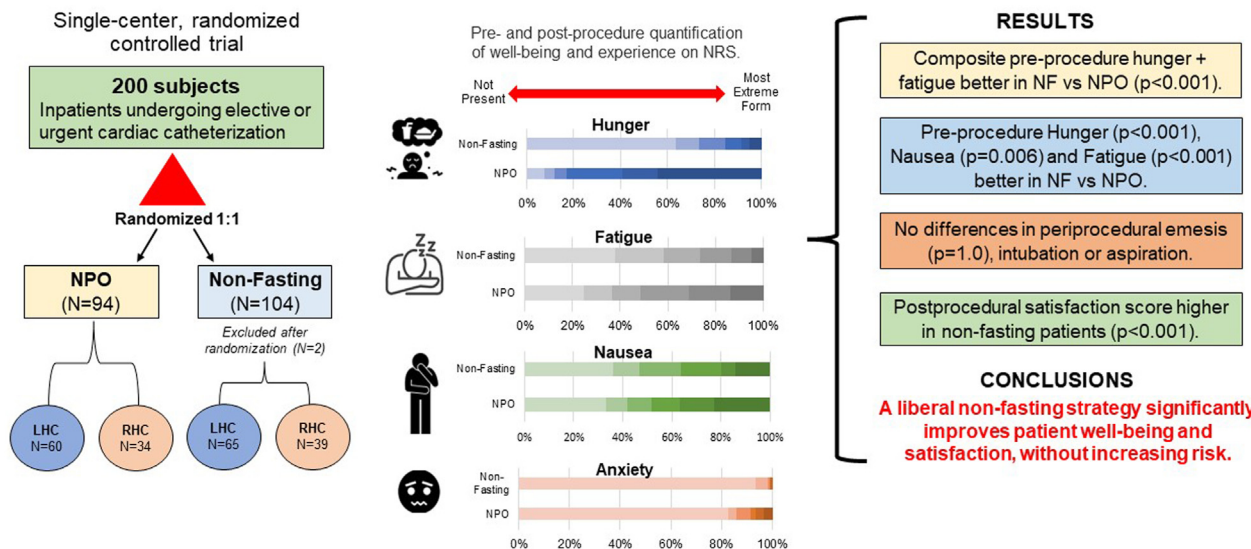 Single-center, randomized
controlled trial
200 subjects
Inpatients undergoing elective or
urgent cardiac catheterization
Randomized 1:1
NPO
(N=94)
Non-Fasting
(N=104)
Excluded after
randomization (N=2)
LHC
N=60
RHC
N=34
LHC
N=65
RHC
N=39
Pre- and post-procedure quantification
of well-being and experience on NRS.
Not
Present
Most
Extreme
Form
Hunger
Non-Fasting
NPO
0% 20% 40% 60% 80% 100%
Fatigue
zzz
Non-Fasting
NPO
0% 20% 40% 60% 80% 100%
Nausea
Non-Fasting
NPO
0% 20% 40% 60% 80% 100%
Anxiety
Non-
Fasting
NPO
0% 20% 40% 60% 80% 100%
RESULTS
Composite pre-procedure hunger +
fatigue better in NF vs NPO (p<0.001).
Pre-procedure Hunger (p<0.001),
Nausea (p=0.006) and Fatigue (p<0.001)
better in NF vs NPO.
No differences in periprocedural emesis
(p=1.0), intubation or aspiration.
Postprocedural satisfaction score higher
in non-fasting patients (p<0.001).
CONCLUSIONS
A liberal non-fasting strategy significantly
improves patient well-being and
satisfaction, without increasing risk.